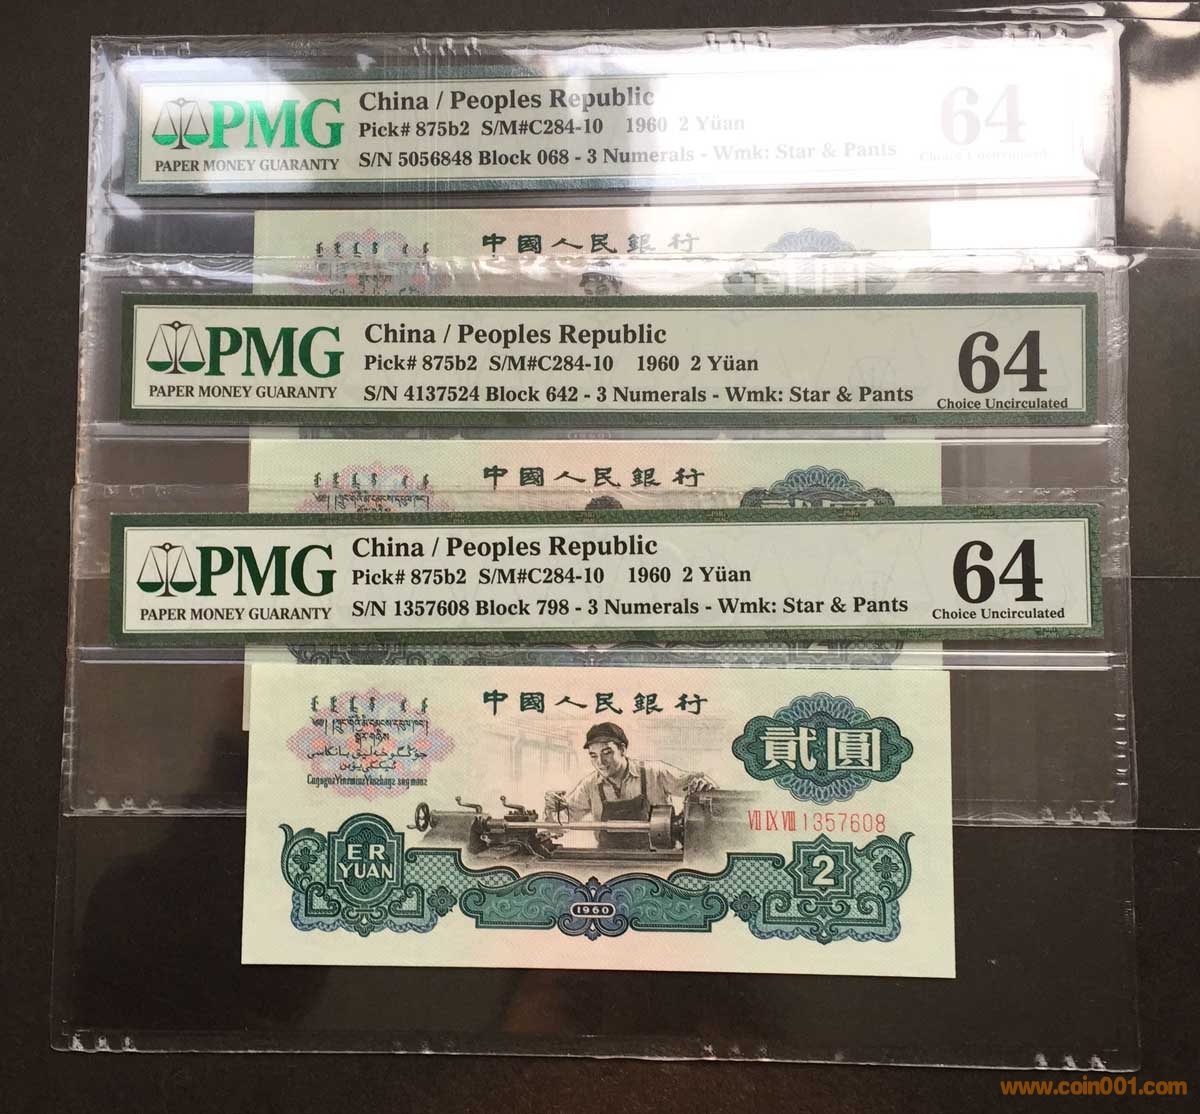 PMG
PAPER MONEY GUARANTY
China / Peoples Republic
Pick# 875b2 S/M#C284-10 1960 2 Yüan
S/N 5056848 Block 068 - 3 Numerals - Wmk: Star & Pants
64
Choice Uncirculated
中國人民銀行
PMG
PAPER MONEY GUARANTY
China / Peoples Republic
Pick# 875b2 S/M#C284-10 1960 2 Yüan
S/N 4137524 Block 642 - 3 Numerals - Wmk: Star & Pants
64
Choice Uncirculated
中國人民銀行
PMG
PAPER MONEY GUARANTY
China / Peoples Republic
Pick# 875b2 S/M#C284-10 1960 2 Yüan
S/N 1357608 Block 798 - 3 Numerals - Wmk: Star & Pants
64
Choice Uncirculated
中國人民銀行
貳圓
VII IX VIII 1357608
ER
YUAN
2
1960
www.coin001.com